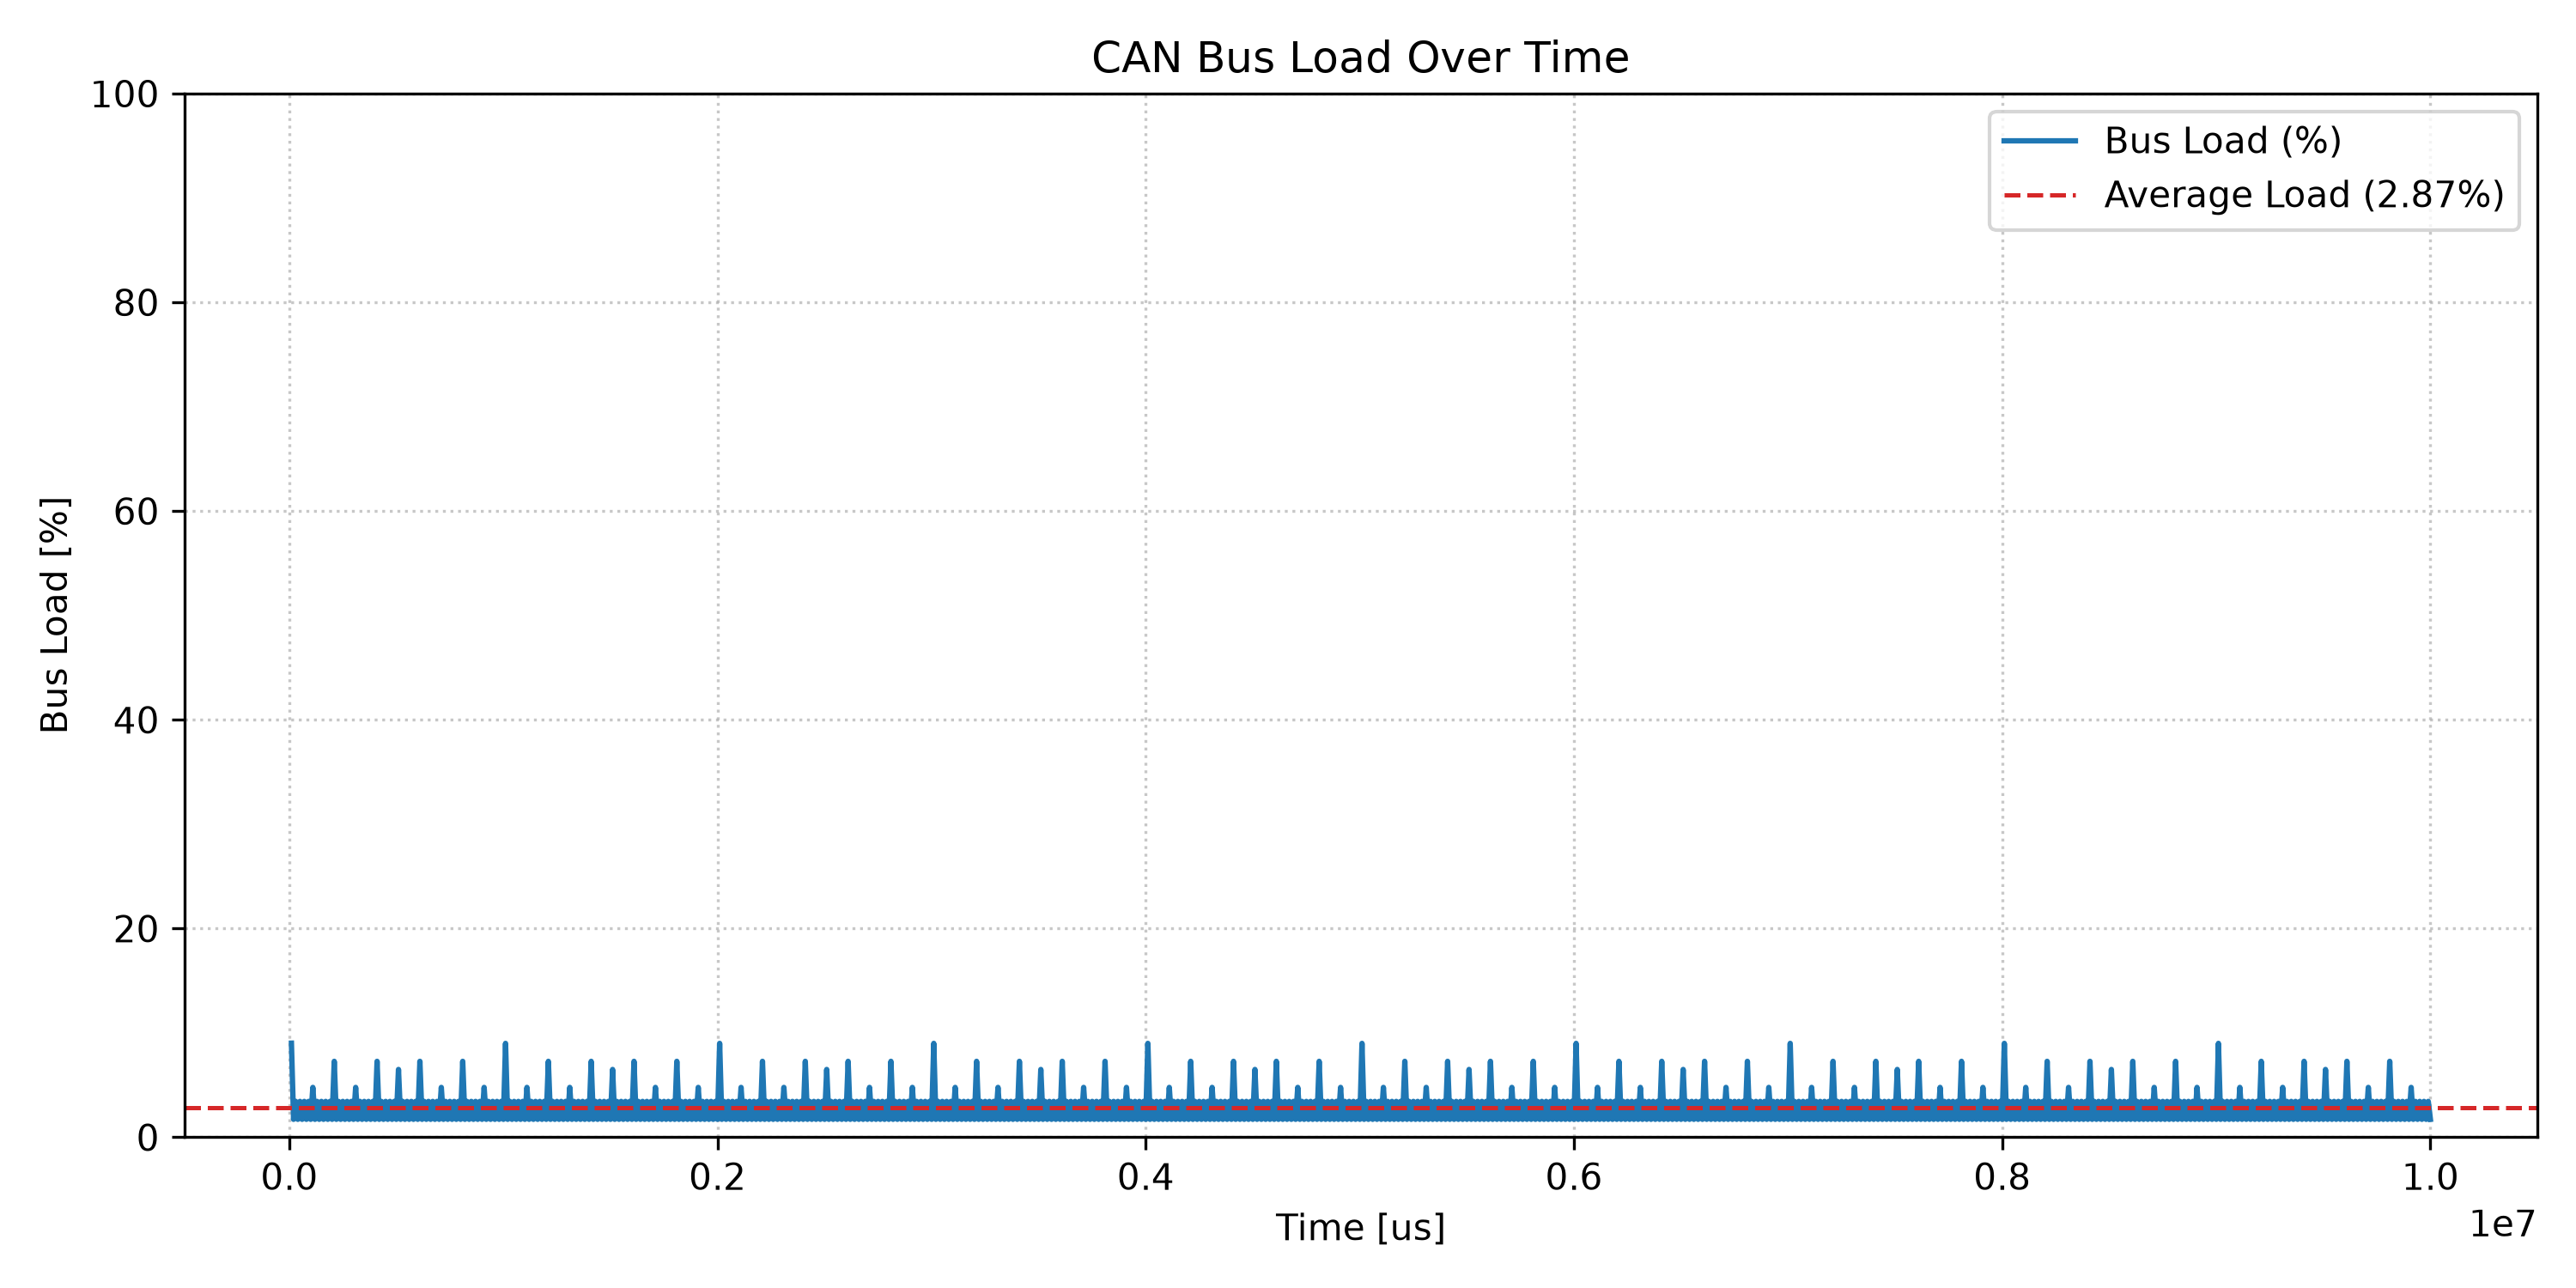 CAN Bus Load Over Time
100
80
60
40
20
0
Bus Load [%]
Bus Load (%)
Average Load (2.87%)
0.0 0.2 0.4 0.6 0.8 1.0
Time [us]
1e7